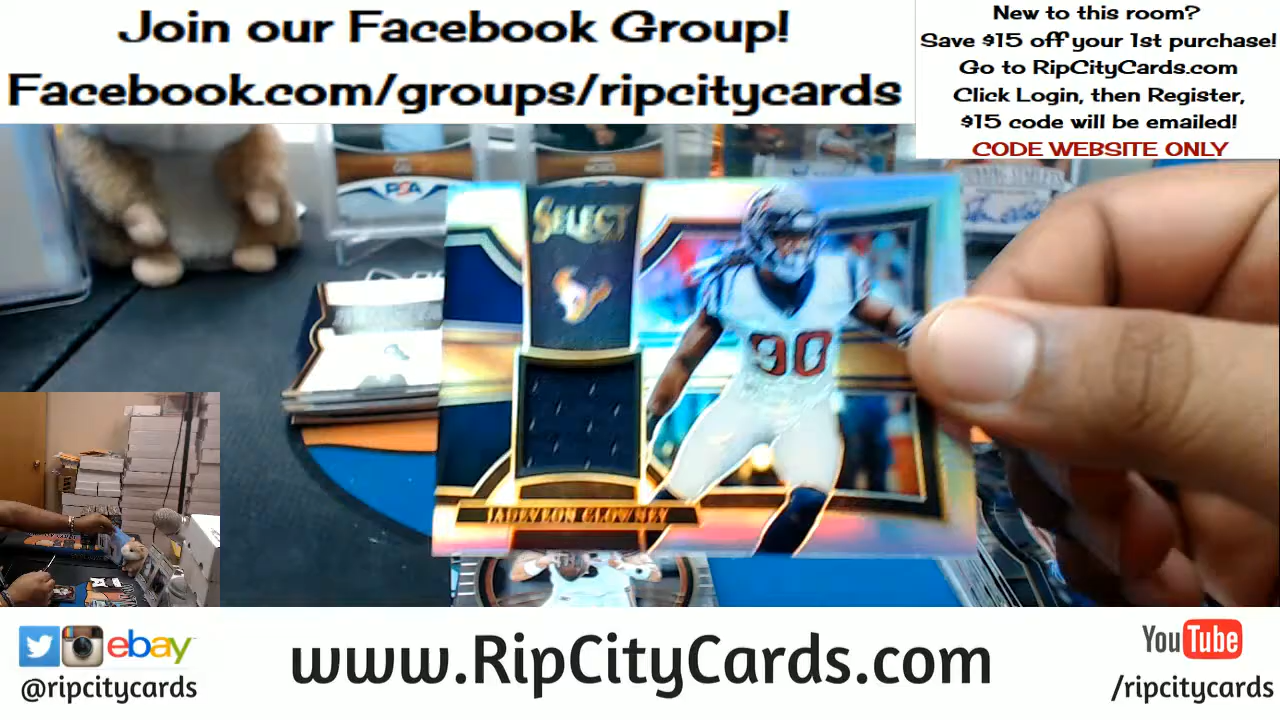 Join our Facebook Group!
Facebook.com/groups/ripcitycards
New to this room?
Save $15 off your 1st purchase!
Go to RipCityCards.com
Click Login, then Register,
$15 code will be emailed!
CODE WEBSITE ONLY
PSA
SELECT
90
JADEVEON CLOWNEY
ebay
@ripcitycards
www.RipCityCards.com
YouTube
/ripcitycards